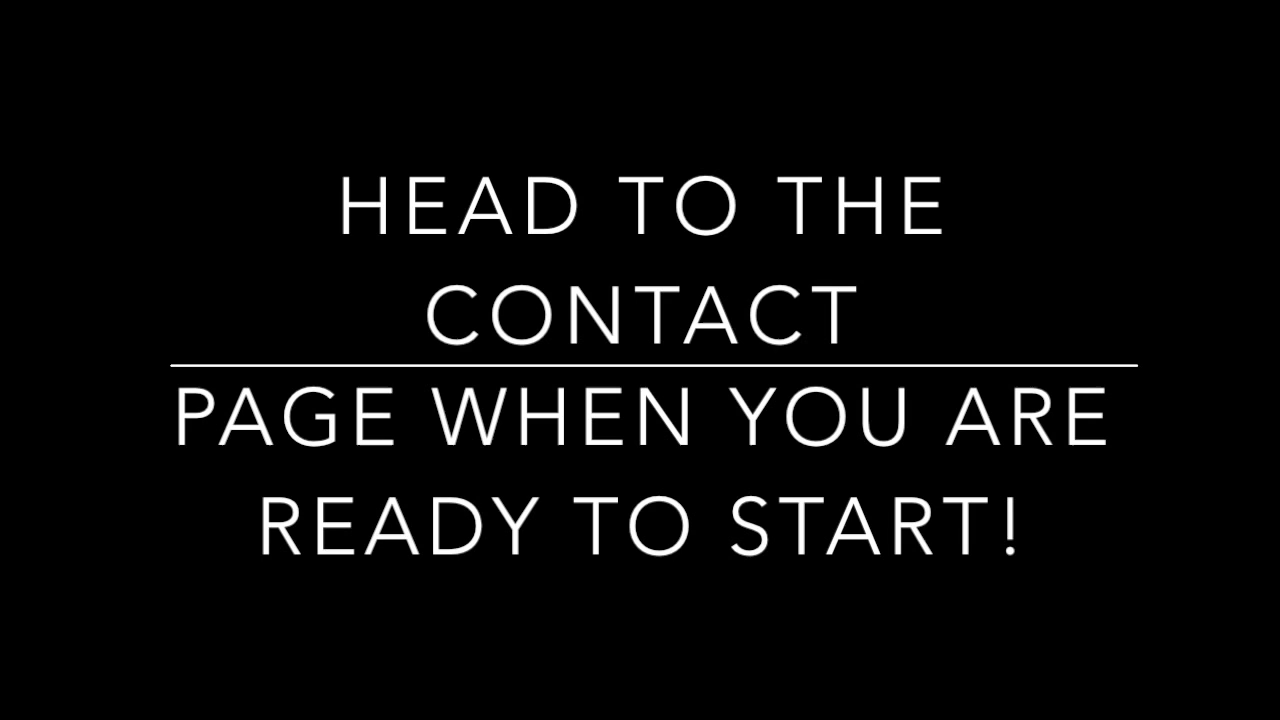 HEAD TO THE
CONTACT
PAGE WHEN YOU ARE
READY TO START!